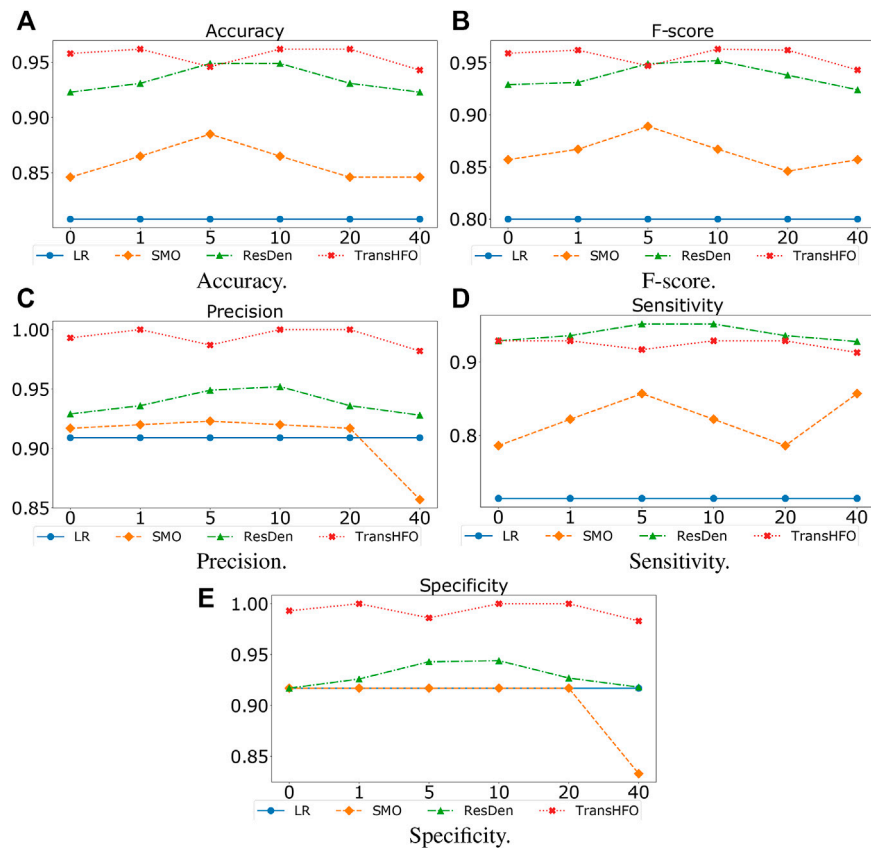 A
Accuracy
0.95
0.90
0.85
0 1 5 10 20 40
LR SMO ResDen TransHFO
Accuracy.
B
F-score
0.95
0.90
0.85
0.80
0 1 5 10 20 40
LR SMO ResDen TransHFO
F-score.
C
Precision
1.00
0.95
0.90
0.85
0 1 5 10 20 40
LR SMO ResDen TransHFO
Precision.
D
Sensitivity
0.9
0.8
0 1 5 10 20 40
LR SMO ResDen TransHFO
Sensitivity.
E
Specificity
1.00
0.95
0.90
0.85
0 1 5 10 20 40
LR SMO ResDen TransHFO
Specificity.